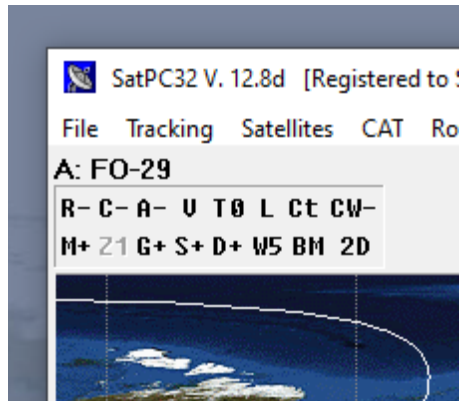 SatPC32 V. 12.8d [Registered to S
File Tracking Satellites CAT Ro
A: FO-29
R- C- A- V T0 L Ct CW-
M+ Z1 G+ S+ D+ W5 BM 2D